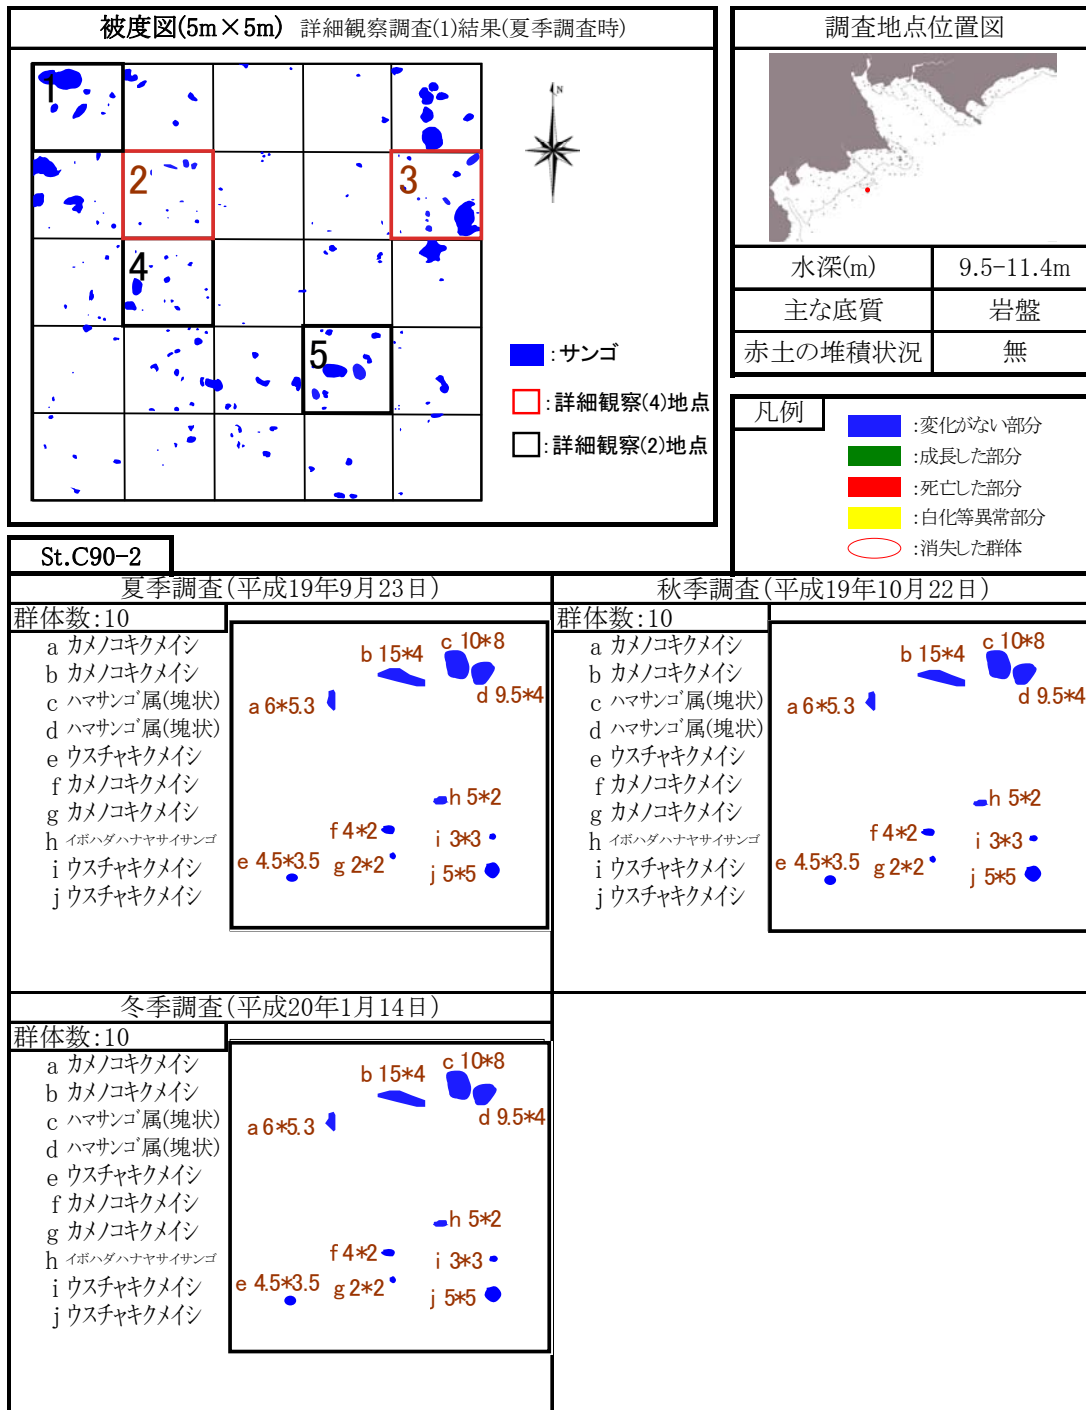 被度図(5m×5m) 詳細観察調査(1)結果(夏季調査時)
1
2
3
4
5
N
:サンゴ
:詳細観察(4)地点
:詳細観察(2)地点
調査地点位置図
水深(m) 9.5-11.4m
主な底質 岩盤
赤土の堆積状況 無
凡例
:変化がない部分
:成長した部分
:死亡した部分
:白化等異常部分
:消失した群体
St.C90-2
夏季調査(平成19年9月23日)
群体数:10
a カメノコキクメイシ
b カメノコキクメイシ
c ハマサンゴ属(塊状)
d ハマサンゴ属(塊状)
e ウスチャキクメイシ
f カメノコキクメイシ
g カメノコキクメイシ
h イボハダハナヤサイサンゴ
i ウスチャキクメイシ
j ウスチャキクメイシ
c 10*8
b 15*4
d 9.5*4
a 6*5.3
h 5*2
f 4*2
i 3*3
e 4.5*3.5
g 2*2
j 5*5
秋季調査(平成19年10月22日)
群体数:10
a カメノコキクメイシ
b カメノコキクメイシ
c ハマサンゴ属(塊状)
d ハマサンゴ属(塊状)
e ウスチャキクメイシ
f カメノコキクメイシ
g カメノコキクメイシ
h イボハダハナヤサイサンゴ
i ウスチャキクメイシ
j ウスチャキクメイシ
c 10*8
b 15*4
d 9.5*4
a 6*5.3
h 5*2
f 4*2
i 3*3
e 4.5*3.5
g 2*2
j 5*5
冬季調査(平成20年1月14日)
群体数:10
a カメノコキクメイシ
b カメノコキクメイシ
c ハマサンゴ属(塊状)
d ハマサンゴ属(塊状)
e ウスチャキクメイシ
f カメノコキクメイシ
g カメノコキクメイシ
h イボハダハナヤサイサンゴ
i ウスチャキクメイシ
j ウスチャキクメイシ
c 10*8
b 15*4
d 9.5*4
a 6*5.3
h 5*2
f 4*2
i 3*3
e 4.5*3.5
g 2*2
j 5*5